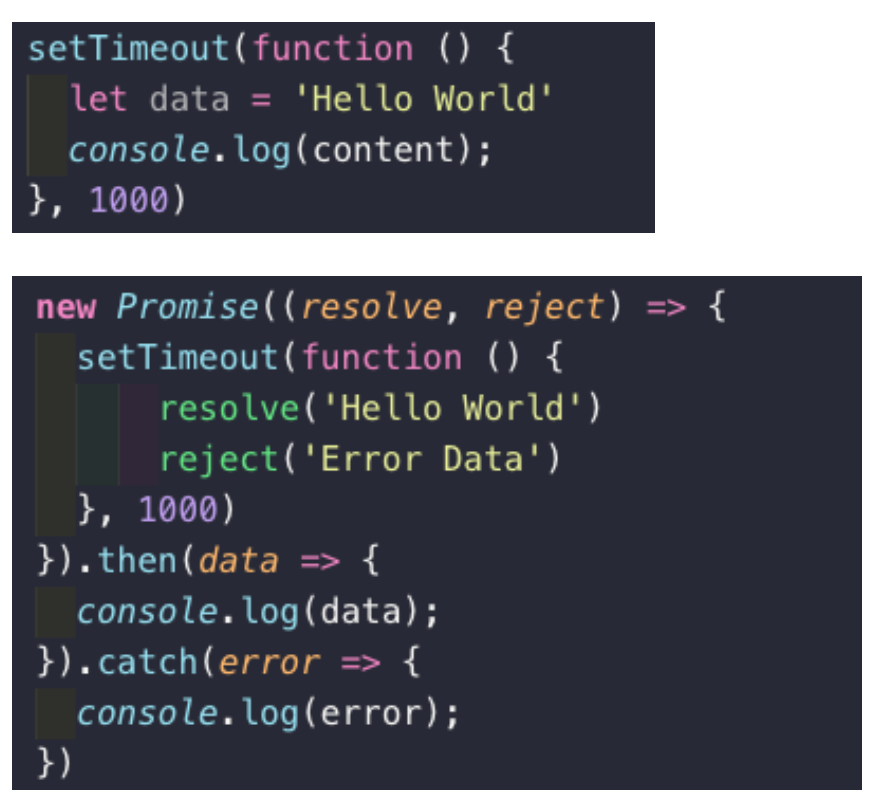 setTimeout(function () {
let data = 'Hello World'
console.log(content);
}, 1000)
new Promise((resolve, reject) => {
setTimeout(function () {
resolve('Hello World')
reject('Error Data')
}, 1000)
}).then(data => {
console.log(data);
}).catch(error => {
console.log(error);
})